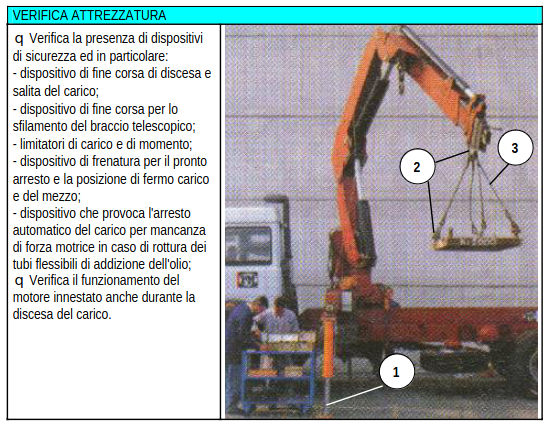 VERIFICA ATTREZZATURA
q Verifica la presenza di dispositivi
di sicurezza ed in particolare:
- dispositivo di fine corsa di discesa e
salita del carico;
- dispositivo di fine corsa per lo
sfilamento del braccio telescopico;
- limitatori di carico e di momento;
- dispositivo di frenatura per il pronto
arresto e la posizione di fermo carico
e del mezzo;
- dispositivo che provoca l'arresto
automatico del carico per mancanza
di forza motrice in caso di rottura dei
tubi flessibili di addizione dell'olio;
q Verifica il funzionamento del
motore innestato anche durante la
discesa del carico.
2
3
1